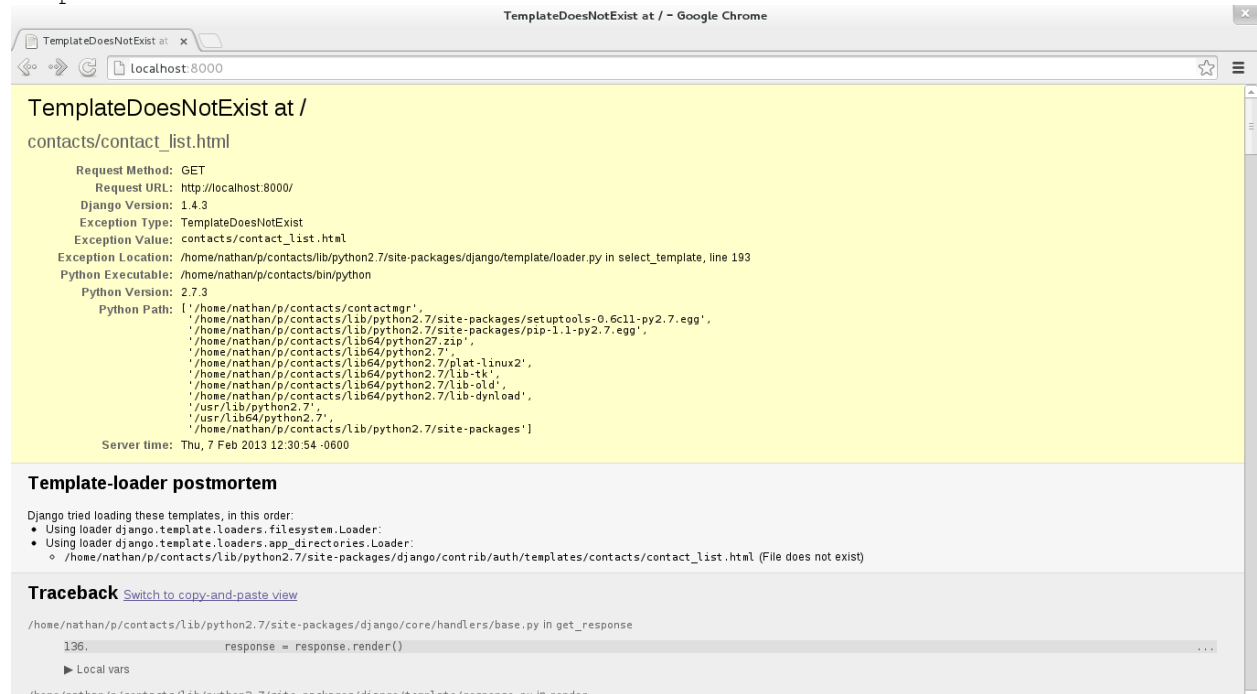 TemplateDoesNotExist at / - Google Chrome
TemplateDoesNotExist at
localhost:8000
TemplateDoesNotExist at /
contacts/contact_list.html
Request Method: GET
Request URL: http://localhost:8000/
Django Version: 1.4.3
Exception Type: TemplateDoesNotExist
Exception Value: contacts/contact_list.html
Exception Location: /home/nathan/p/contacts/lib/python2.7/site-packages/django/template/loader.py in select_template, line 193
Python Executable: /home/nathan/p/contacts/bin/python
Python Version: 2.7.3
Python Path: ['/home/nathan/p/contacts/contactmgr',
'/home/nathan/p/contacts/lib/python2.7/site-packages/setuptools-0.6c11-py2.7.egg',
'/home/nathan/p/contacts/lib/python2.7/site-packages/pip-1.1-py2.7.egg',
'/home/nathan/p/contacts/lib64/python27.zip',
'/home/nathan/p/contacts/lib64/python2.7',
'/home/nathan/p/contacts/lib64/python2.7/plat-linux2',
'/home/nathan/p/contacts/lib64/python2.7/lib-tk',
'/home/nathan/p/contacts/lib64/python2.7/lib-old',
'/home/nathan/p/contacts/lib64/python2.7/lib-dynload',
'/usr/lib/python2.7',
'/usr/lib64/python2.7',
'/home/nathan/p/contacts/lib/python2.7/site-packages']
Server time: Thu, 7 Feb 2013 12:30:54 -0600
Template-loader postmortem
Django tried loading these templates, in this order:
• Using loader django.template.loaders.filesystem.Loader:
• Using loader django.template.loaders.app_directories.Loader:
◦ /home/nathan/p/contacts/lib/python2.7/site-packages/django/contrib/auth/templates/contacts/contact_list.html (File does not exist)
Traceback Switch to copy-and-paste view
/home/nathan/p/contacts/lib/python2.7/site-packages/django/core/handlers/base.py in get_response
136. response = response.render() ...
▶ Local vars